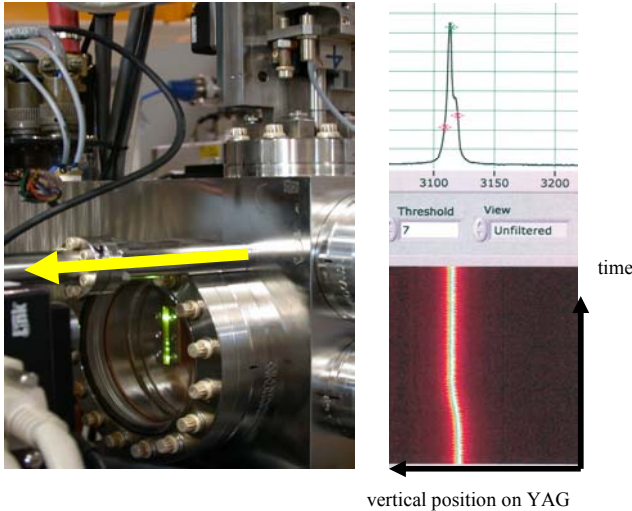 3100 3150 3200
Threshold View
7 Unfiltered
time
vertical position on YAG